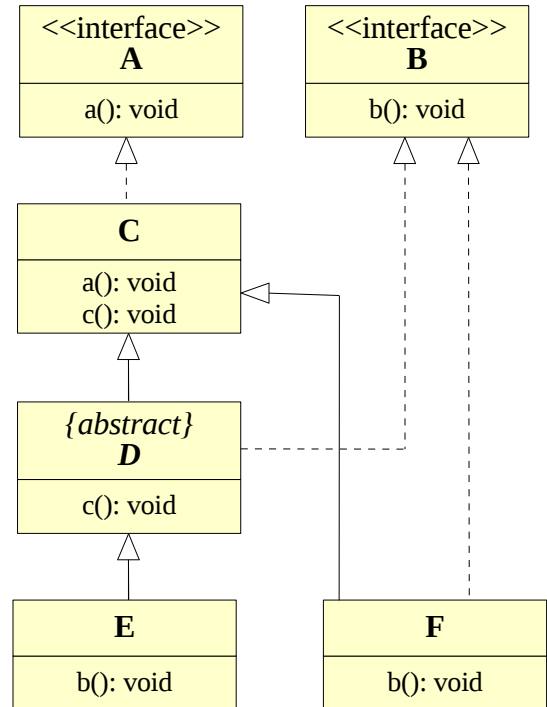 <<interface>>
A
a(): void
<<interface>>
B
b(): void
C
a(): void
c(): void
{abstract}
D
c(): void
E
b(): void
F
b(): void